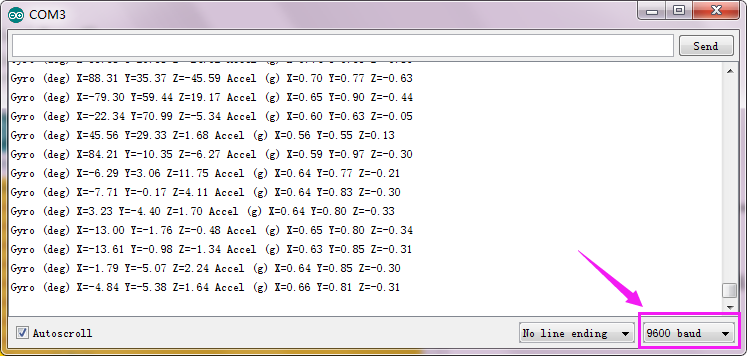 COM3
Send
Gyro (deg) X=88.31 Y=35.37 Z=-45.59 Accel (g) X=0.70 Y=0.77 Z=-0.63
Gyro (deg) X=-79.30 Y=59.44 Z=19.17 Accel (g) X=0.65 Y=0.90 Z=-0.44
Gyro (deg) X=-22.34 Y=70.99 Z=-5.34 Accel (g) X=0.60 Y=0.63 Z=-0.05
Gyro (deg) X=45.56 Y=29.33 Z=1.68 Accel (g) X=0.56 Y=0.55 Z=0.13
Gyro (deg) X=84.21 Y=-10.35 Z=-6.27 Accel (g) X=0.59 Y=0.97 Z=-0.30
Gyro (deg) X=-6.29 Y=3.06 Z=11.75 Accel (g) X=0.64 Y=0.77 Z=-0.21
Gyro (deg) X=-7.71 Y=-0.17 Z=4.11 Accel (g) X=0.64 Y=0.83 Z=-0.30
Gyro (deg) X=3.23 Y=-4.40 Z=1.70 Accel (g) X=0.64 Y=0.80 Z=-0.33
Gyro (deg) X=-13.00 Y=-1.76 Z=-0.48 Accel (g) X=0.65 Y=0.80 Z=-0.34
Gyro (deg) X=-13.61 Y=-0.98 Z=-1.34 Accel (g) X=0.63 Y=0.85 Z=-0.31
Gyro (deg) X=-1.79 Y=-5.07 Z=2.24 Accel (g) X=0.64 Y=0.85 Z=-0.30
Gyro (deg) X=-4.84 Y=-5.38 Z=1.64 Accel (g) X=0.66 Y=0.81 Z=-0.31
Autoscroll
No line ending
9600 baud